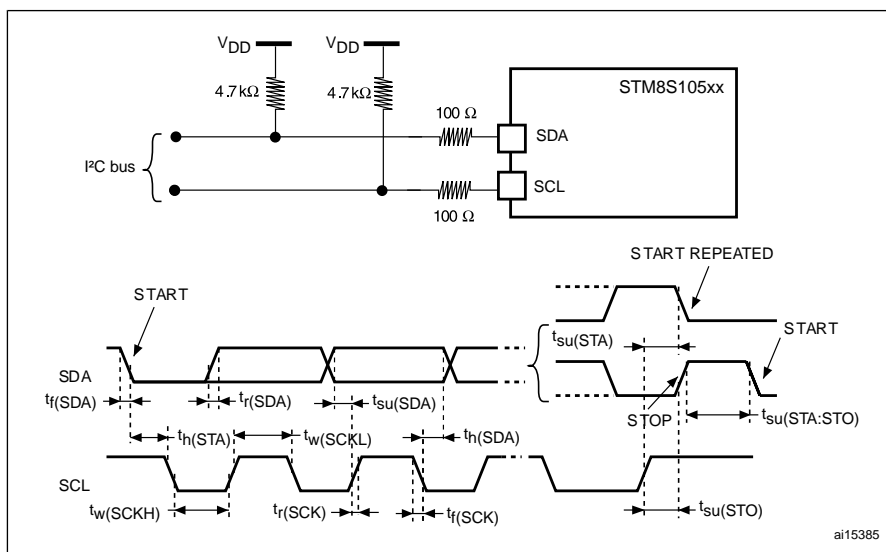 VDD VDD
4.7kΩ 4.7kΩ
STM8S105xx
100 Ω
SDA
I²C bus
SCL
100 Ω
START REPEATED
START
tsu(STA)
START
SDA
tf(SDA) tr(SDA) tsu(SDA)
STOP
tsu(STA:STO)
th(STA) tw(SCKL) th(SDA)
SCL
tw(SCKH) tr(SCK) tf(SCK) tsu(STO)
ai15385